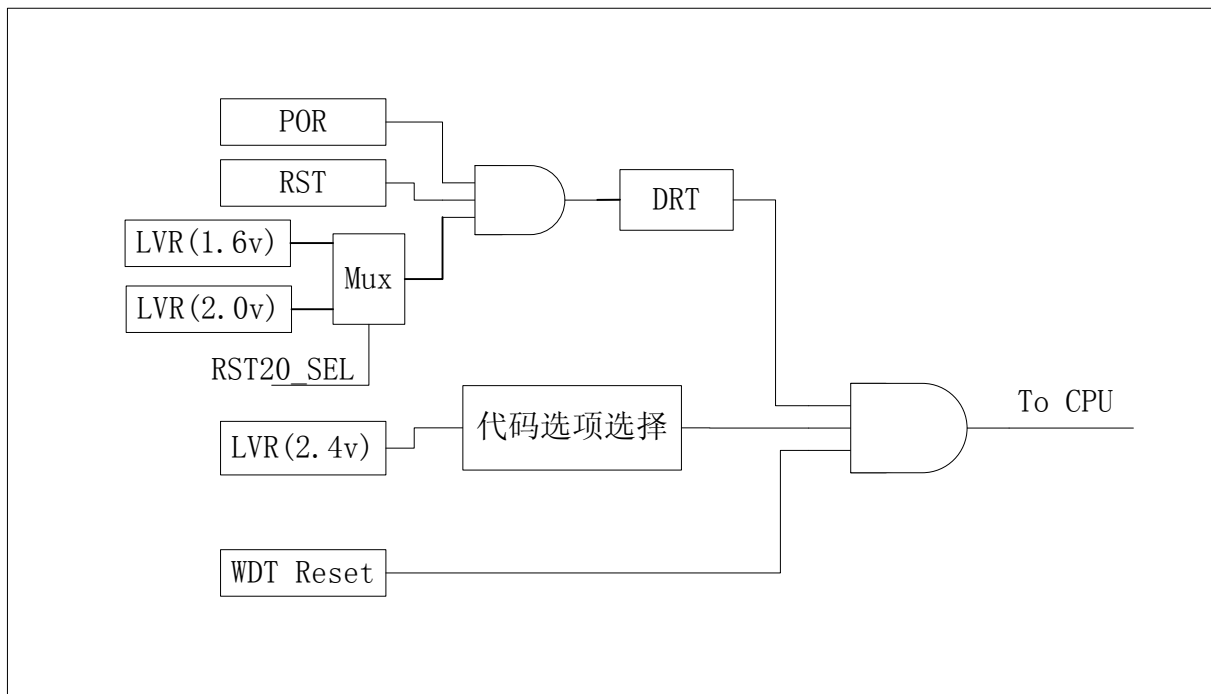 POR
RST
DRT
LVR(1.6v)
Mux
LVR(2.0v)
RST20_SEL
To CPU
代码选项选择
LVR(2.4v)
WDT Reset